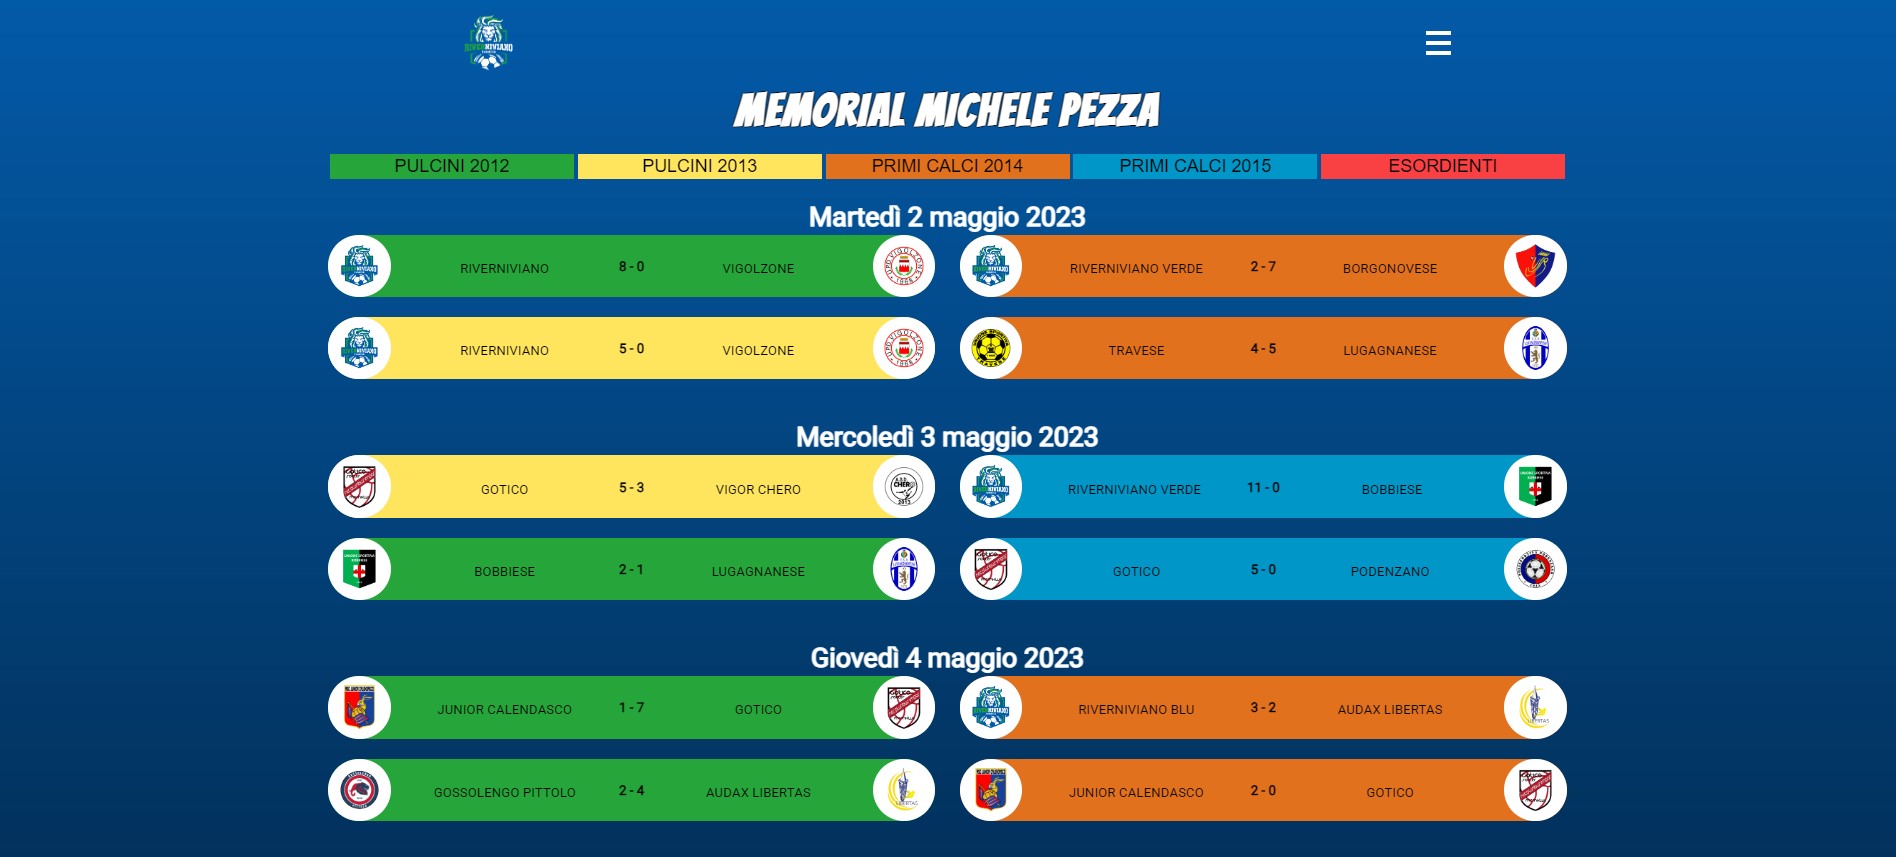 RIVERNIVIANO
MEMORIAL MICHELE PEZZA
PULCINI 2012
PULCINI 2013
PRIMI CALCI 2014
PRIMI CALCI 2015
ESORDIENTI
Martedì 2 maggio 2023
RIVERNIVIANO 8 - 0 VIGOLZONE
RIVERNIVIANO VERDE 2 - 7 BORGONOVESE
RIVERNIVIANO 5 - 0 VIGOLZONE
TRAVESE 4 - 5 LUGAGNANESE
Mercoledì 3 maggio 2023
GOTICO 5 - 3 VIGOR CHERO
RIVERNIVIANO VERDE 11 - 0 BOBBIESE
BOBBIESE 2 - 1 LUGAGNANESE
GOTICO 5 - 0 PODENZANO
Giovedì 4 maggio 2023
JUNIOR CALENDASCO 1 - 7 GOTICO
RIVERNIVIANO BLU 3 - 2 AUDAX LIBERTAS
GOSSOLENGO PITTOLO 2 - 4 AUDAX LIBERTAS
JUNIOR CALENDASCO 2 - 0 GOTICO